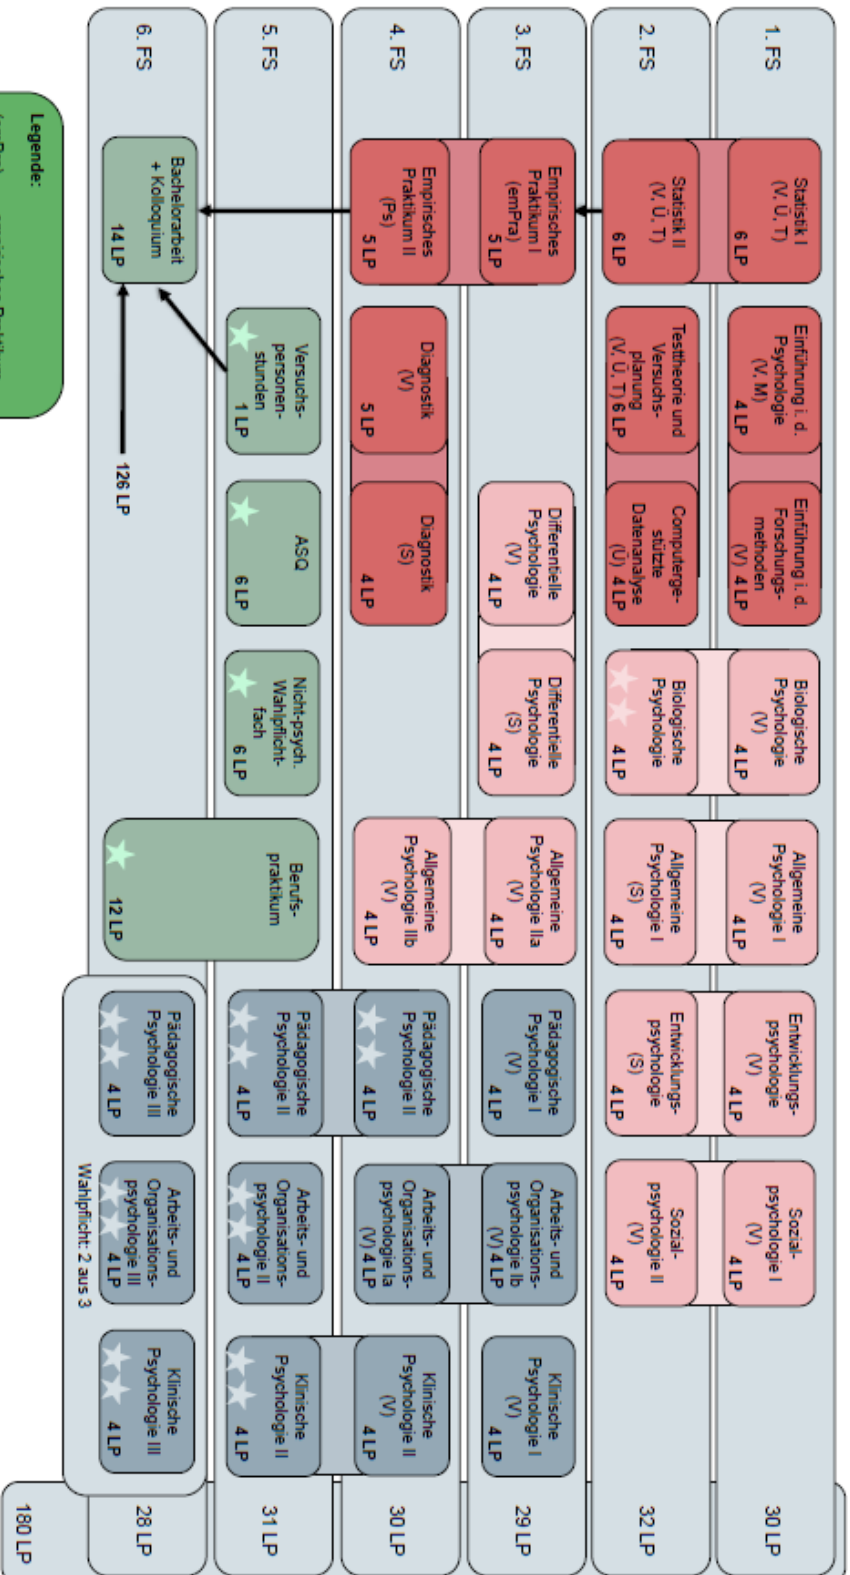 1. FS
Statistik I
(V, Ü, T)
6 LP
Einführung i. d.
Psychologie
(V, M)
4 LP
Einführung i. d.
Forschungs-
methoden
(V) 4 LP
Biologische
Psychologie
(V)
4 LP
Allgemeine
Psychologie I
(V)
4 LP
Entwicklungs-
psychologie
(V)
4 LP
Sozial-
psychologie I
(V)
4 LP
30 LP
2. FS
Statistik II
(V, Ü, T)
6 LP
Testtheorie und
Versuchs-
planung
(V, Ü, T) 6 LP
Computerge-
stützte
Datenanalyse
(Ü) 4 LP
Biologische
Psychologie
4 LP
Allgemeine
Psychologie I
(S)
4 LP
Entwicklungs-
psychologie
(S)
4 LP
Sozial-
psychologie II
(V)
4 LP
32 LP
3. FS
Empirisches
Praktikum I
(emPra)
5 LP
Differentielle
Psychologie
(V)
4 LP
Differentielle
Psychologie
(S)
4 LP
Allgemeine
Psychologie IIa
(V)
4 LP
Pädagogische
Psychologie I
(V)
4 LP
Arbeits- und
Organisations-
psychologie Ib
(V) 4 LP
Klinische
Psychologie I
(V)
4 LP
29 LP
4. FS
Empirisches
Praktikum II
(Ps)
5 LP
Diagnostik
(V)
5 LP
Diagnostik
(S)
4 LP
Allgemeine
Psychologie IIb
(V)
4 LP
Pädagogische
Psychologie II
4 LP
Arbeits- und
Organisations-
psychologie Ia
(V) 4 LP
Klinische
Psychologie II
(V)
4 LP
30 LP
5. FS
Versuchs-
personen-
stunden
1 LP
ASQ
6 LP
Nicht-psych.
Wahlpflicht-
fach
6 LP
Berufs-
praktikum
12 LP
Pädagogische
Psychologie II
4 LP
Arbeits- und
Organisations-
psychologie II
4 LP
Klinische
Psychologie II
4 LP
31 LP
6. FS
Bachelorarbeit
+ Kolloquium
14 LP
126 LP
Pädagogische
Psychologie III
4 LP
Arbeits- und
Organisations-
psychologie III
4 LP
Klinische
Psychologie III
4 LP
Wahlpflicht: 2 aus 3
28 LP
180 LP
Legende: